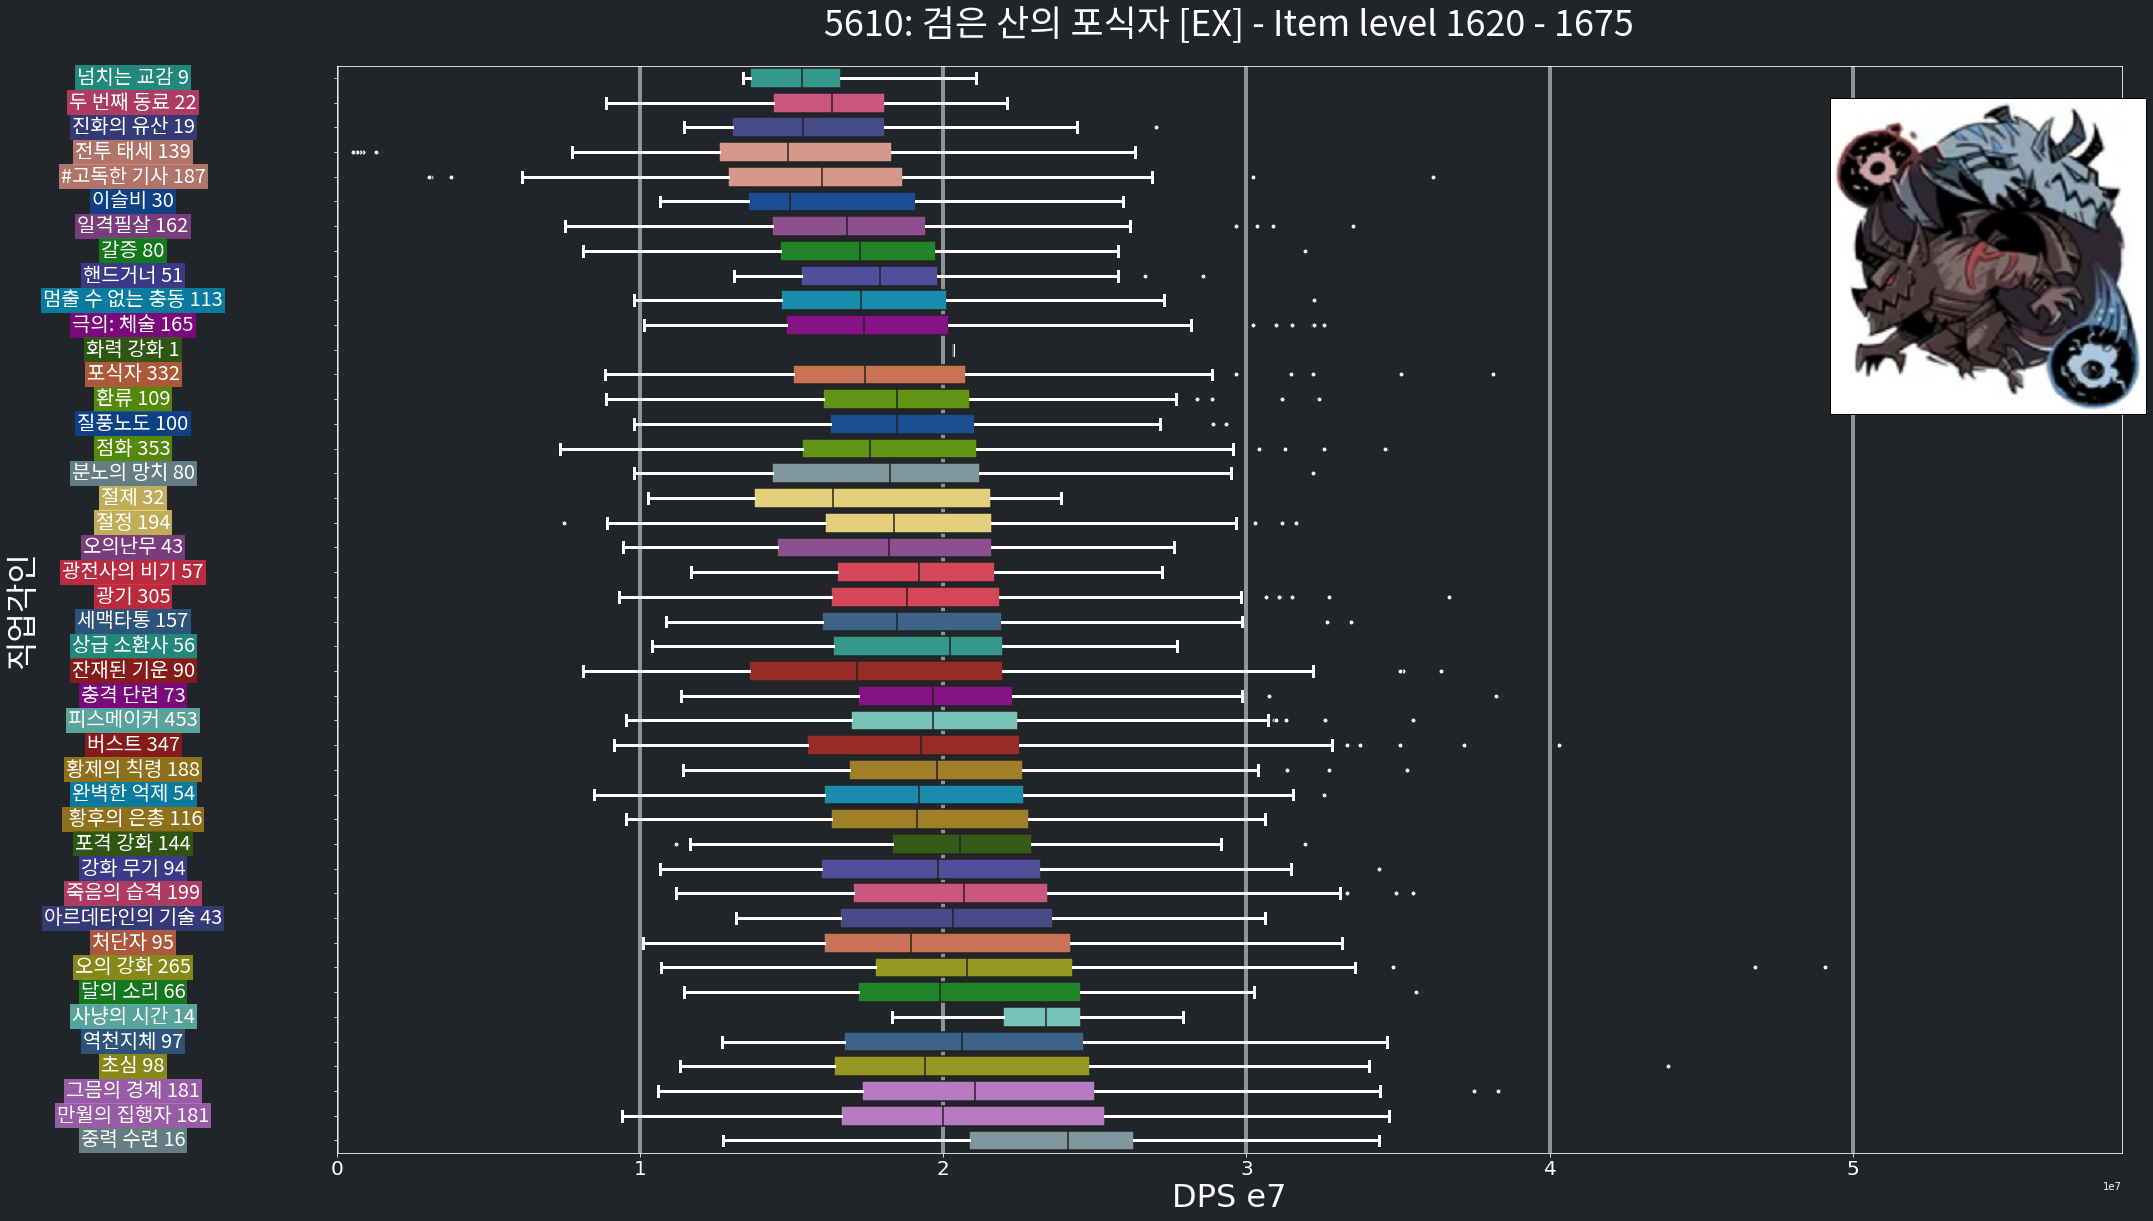 5610: 검은 산의 포식자 [EX] - Item level 1620 - 1675
넘치는 교감 9
두 번째 동료 22
진화의 유산 19
전투 태세 139
#고독한 기사 187
이슬비 30
일격필살 162
갈증 80
핸드거너 51
멈출 수 없는 충동 113
극의: 체술 165
화력 강화 1
포식자 332
환류 109
질풍노도 100
점화 353
분노의 망치 80
절제 32
절정 194
오의난무 43
광전사의 비기 57
광기 305
세맥타통 157
상급 소환사 56
잔재된 기운 90
충격 단련 73
피스메이커 453
버스트 347
황제의 칙령 188
완벽한 억제 54
황후의 은총 116
포격 강화 144
강화 무기 94
죽음의 습격 199
아르데타인의 기술 43
처단자 95
오의 강화 265
달의 소리 66
사냥의 시간 14
역천지체 97
초심 98
그믐의 경계 181
만월의 집행자 181
중력 수련 16
직업각인
0 1 2 3 4 5
DPS e7
1e7